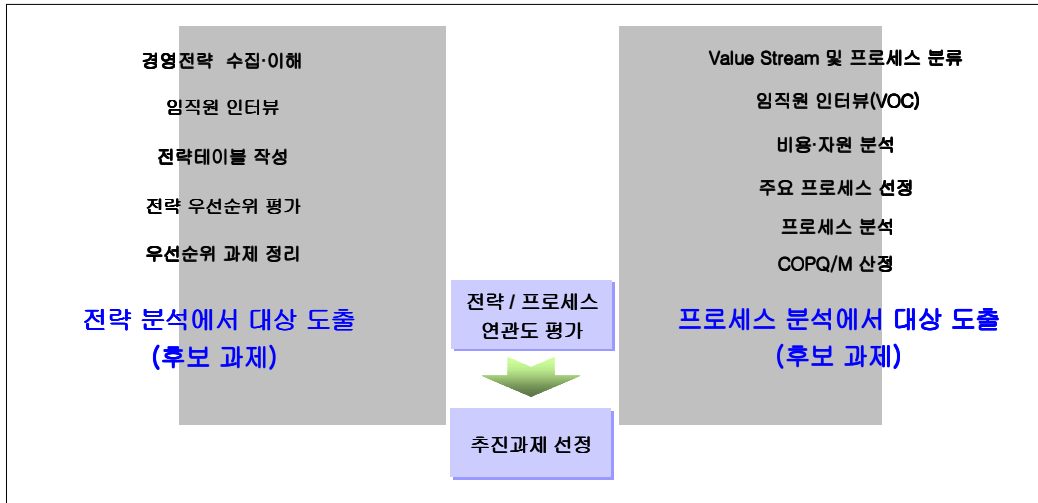 경영전략 수집·이해
임직원 인터뷰
전략테이블 작성
전략 우선순위 평가
우선순위 과제 정리
전략 분석에서 대상 도출
(후보 과제)
전략 / 프로세스
연관도 평가
추진과제 선정
Value Stream 및 프로세스 분류
임직원 인터뷰(VOC)
비용·자원 분석
주요 프로세스 선정
프로세스 분석
COPQ/M 산정
프로세스 분석에서 대상 도출
(후보 과제)